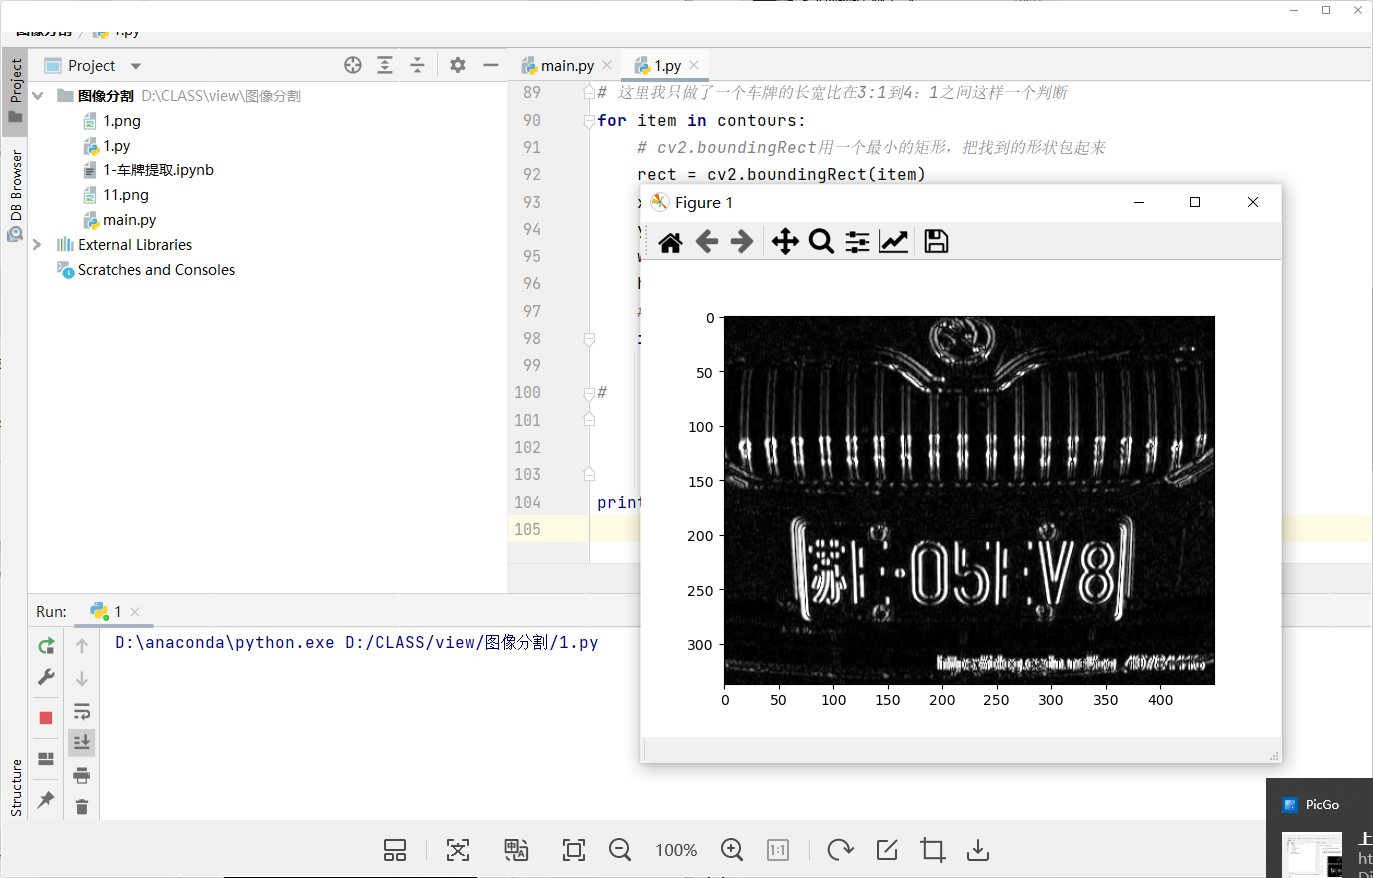 Project
main.py
1.py
图像分割 D:\CLASS\view\图像分割
1.png
1.py
1-车牌提取.ipynb
11.png
main.py
External Libraries
Scratches and Consoles
Project
DB Browser
Structure
89 # 这里我只做了一个车牌的长宽比在3:1到4：1之间这样一个判断
90 for item in contours:
91 # cv2.boundingRect用一个最小的矩形，把找到的形状包起来
92 rect = cv2.boundingRect(item)
93
94
95
96
97 #
98
99
100 #
101
102
103
104 print
105
Figure 1
0
50
100
150
200
250
300
0 50 100 150 200 250 300 350 400
苏E·05EV8
Run: 1
D:\anaconda\python.exe D:/CLASS/view/图像分割/1.py
100%
1:1
PicGo